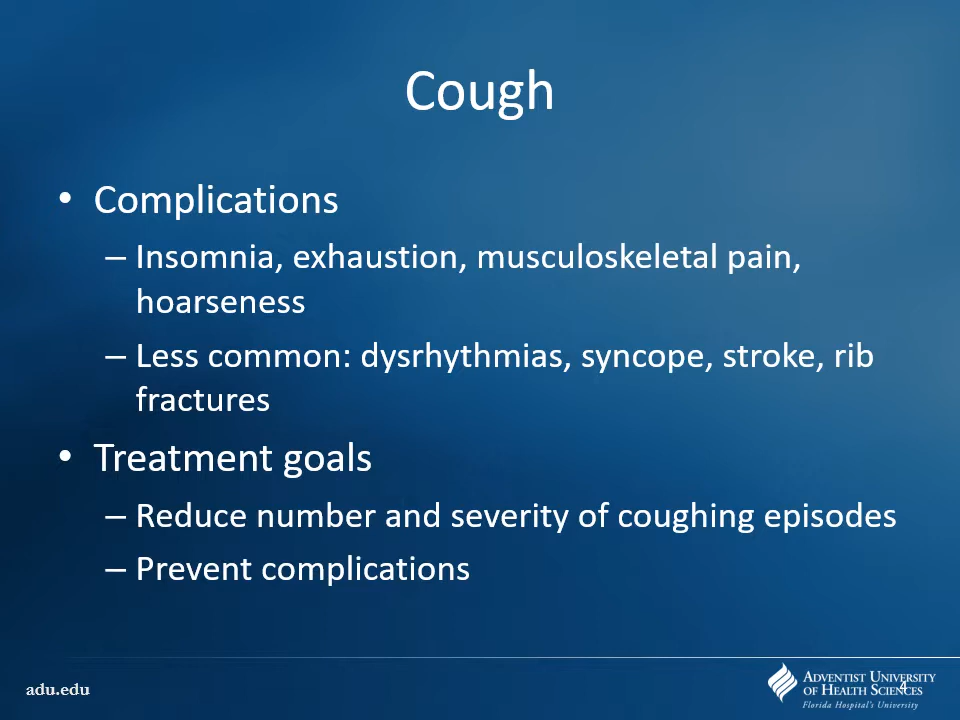 Cough
• Complications
– Insomnia, exhaustion, musculoskeletal pain,
hoarseness
– Less common: dysrhythmias, syncope, stroke, rib
fractures
• Treatment goals
– Reduce number and severity of coughing episodes
– Prevent complications
adu.edu
ADVENTIST UNIVERSITY
OF HEALTH SCIENCES
4
Florida Hospital's University